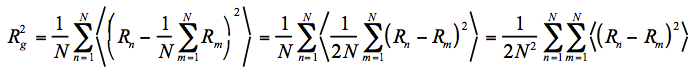 $R_g^2 = \frac{1}{N} \sum_{n=1}^{N} \left\langle \left( R_n - \frac{1}{N} \sum_{m=1}^{N} R_m \right)^2 \right\rangle = \frac{1}{N} \sum_{n=1}^{N} \left\langle \frac{1}{2N} \sum_{m=1}^{N} (R_n - R_m)^2 \right\rangle = \frac{1}{2N^2} \sum_{n=1}^{N} \sum_{m=1}^{N} \left\langle (R_n - R_m)^2 \right\rangle$